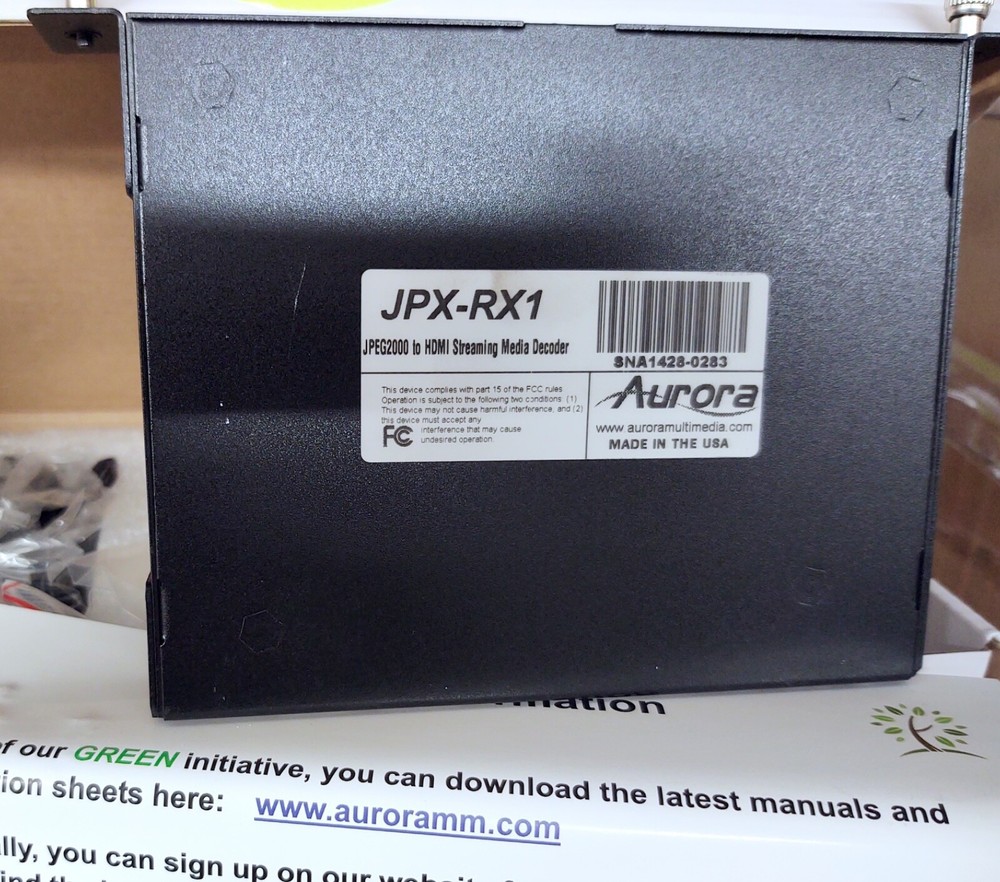 JPX-RX1
JPEG2000 to HDMI Streaming Media Decoder
SNA1428-0283
This device complies with part 15 of the FCC rules
Operation is subject to the following two conditions. (1)
This device may not cause harmful interference, and (2)
this device must accept any
interference that may cause
undesired operation.
FC
Aurora
www.auroramultimedia.com
MADE IN THE USA
of our GREEN initiative, you can download the latest manuals and
sheets here: www.auroramm.com
you can sign up on our